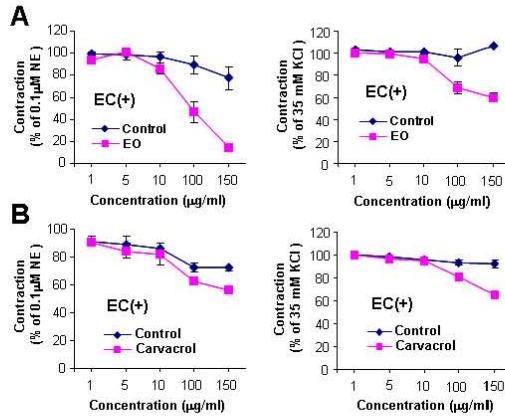 A
Contraction
(% of 0.1µM NE)
120
100
80
60
40
20
0
EC(+)
Control
EO
1 5 10 100 150
Concentration (µg/ml)
Contraction
(% of 35 mM KCl)
120
100
80
60
40
20
0
EC(+)
Control
EO
1 5 10 100 150
Concentration (µg/ml)
B
Contraction
(% of 0.1µM NE )
100
80
60
40
20
0
EC(+)
Control
Carvacrol
1 5 10 100 150
Concentration (µg/ml)
Contraction
(% of 35 mM KCl)
120
100
80
60
40
20
0
EC(+)
Control
Carvacrol
1 5 10 100 150
Concentration (µg/ml)